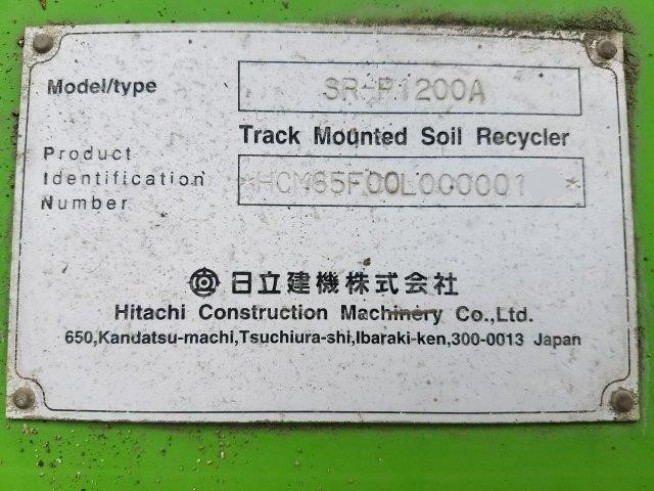 Model/type SR-P1200A
Track Mounted Soil Recycler
Product
Identification
Number
*HCM65F00L000001 *
日立建機株式会社
Hitachi Construction Machinery Co.,Ltd.
650,Kandatsu-machi,Tsuchiura-shi,Ibaraki-ken,300-0013 Japan